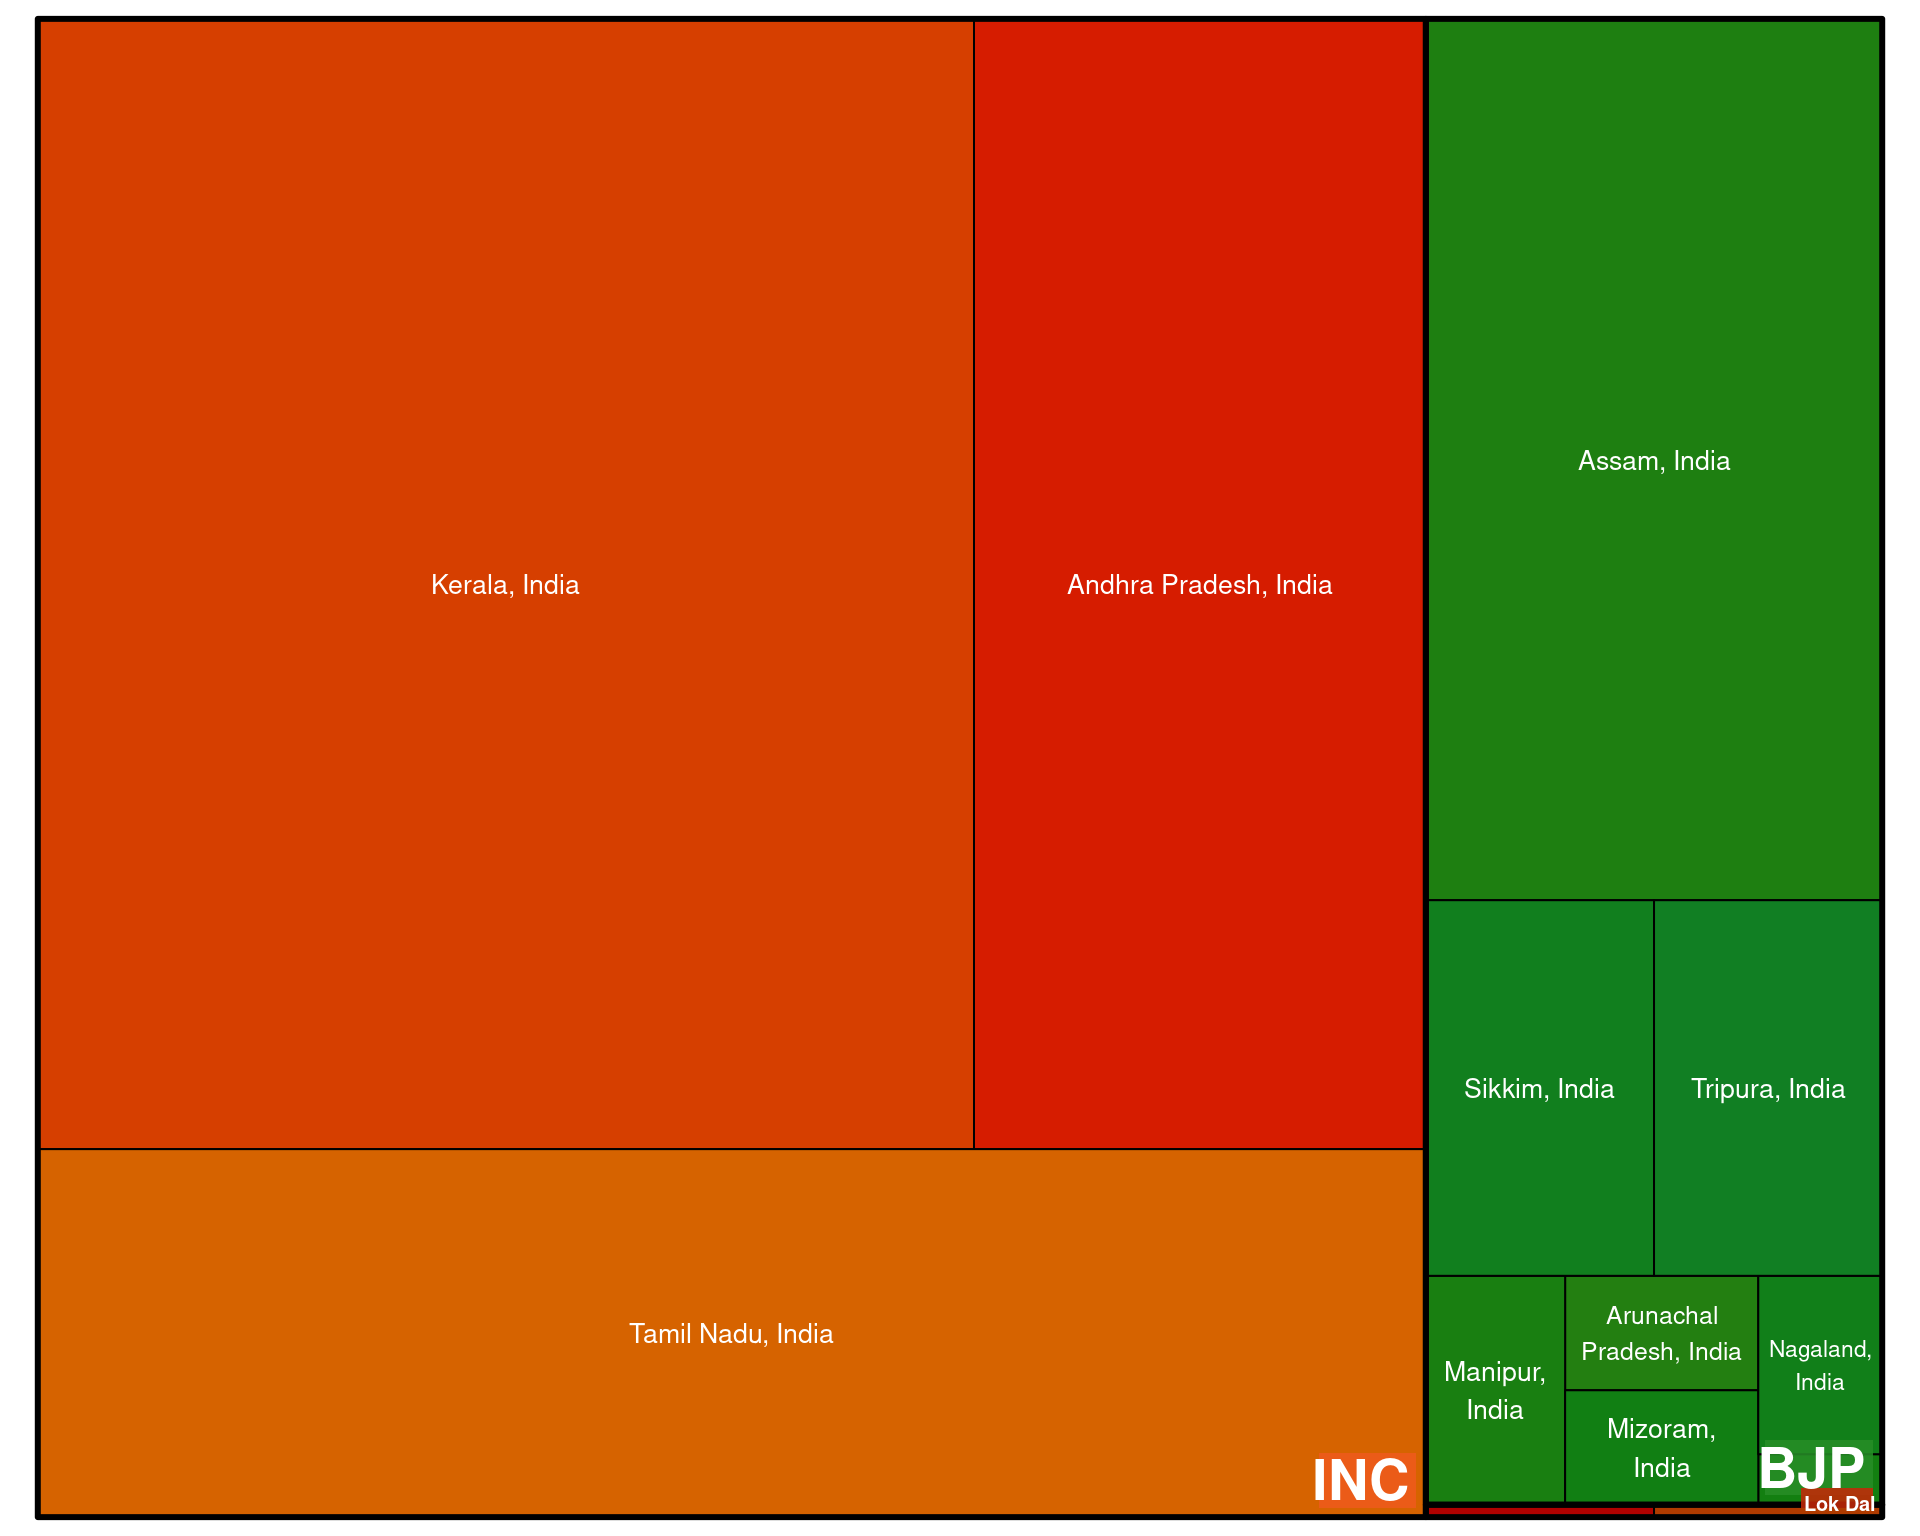 Kerala, India
Andhra Pradesh, India
Assam, India
Sikkim, India
Tripura, India
Tamil Nadu, India
Manipur,
India
Arunachal
Pradesh, India
Nagaland,
India
Mizoram,
India
INC
BJP
Lok Dal